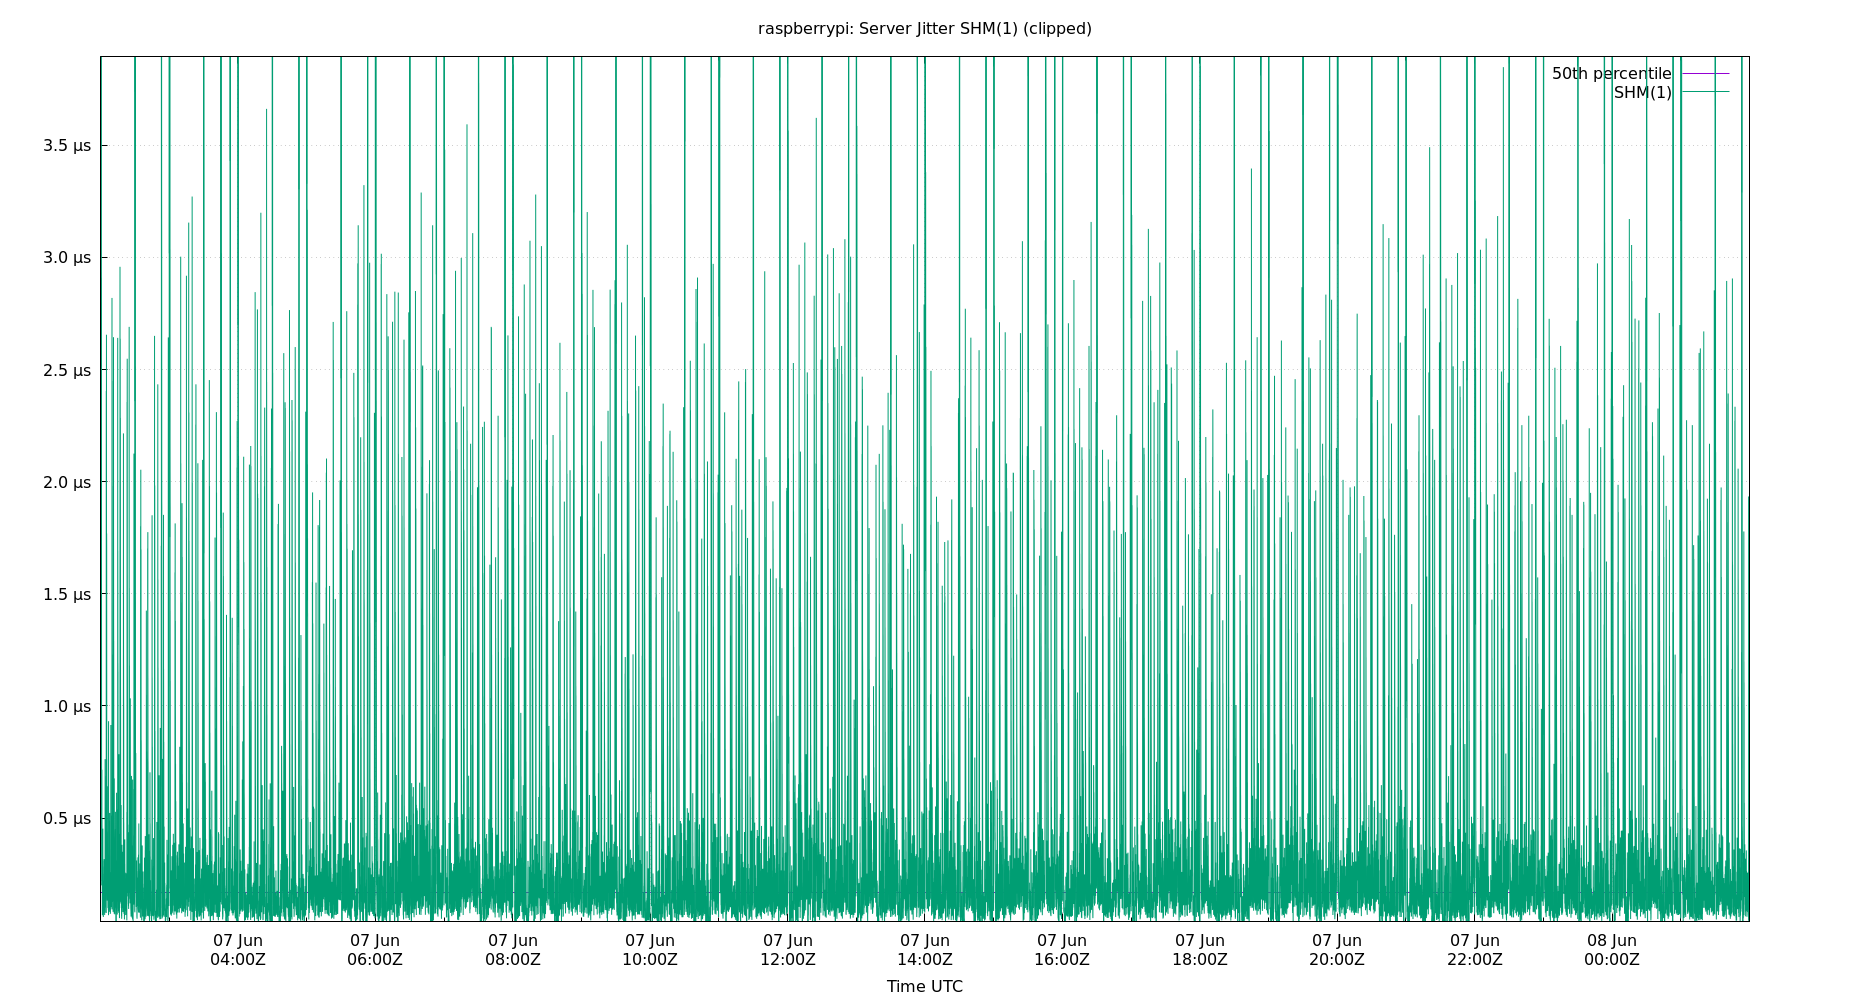 raspberrypi: Server Jitter SHM(1) (clipped)
50th percentile
SHM(1)
3.5 µs
3.0 µs
2.5 µs
2.0 µs
1.5 µs
1.0 µs
0.5 µs
07 Jun 07 Jun 07 Jun 07 Jun 07 Jun 07 Jun 07 Jun 07 Jun 07 Jun 07 Jun 08 Jun
04:00Z 06:00Z 08:00Z 10:00Z 12:00Z 14:00Z 16:00Z 18:00Z 20:00Z 22:00Z 00:00Z
Time UTC